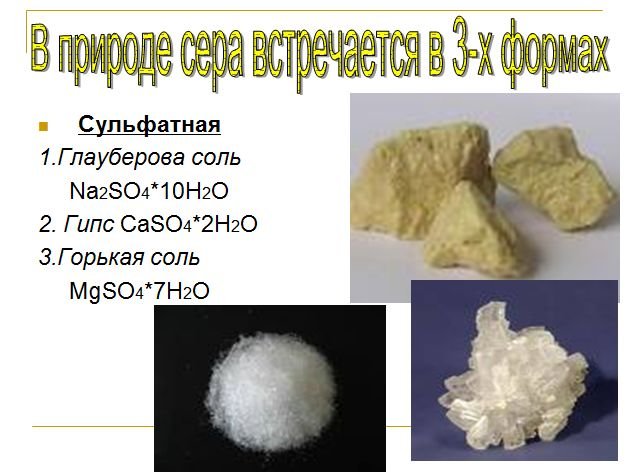 В природе сера встречается в 3-х формах
Сульфатная
1.Глауберова соль
Na2SO4*10H2O
2. Гипс CaSO4*2H2O
3.Горькая соль
MgSO4*7H2O